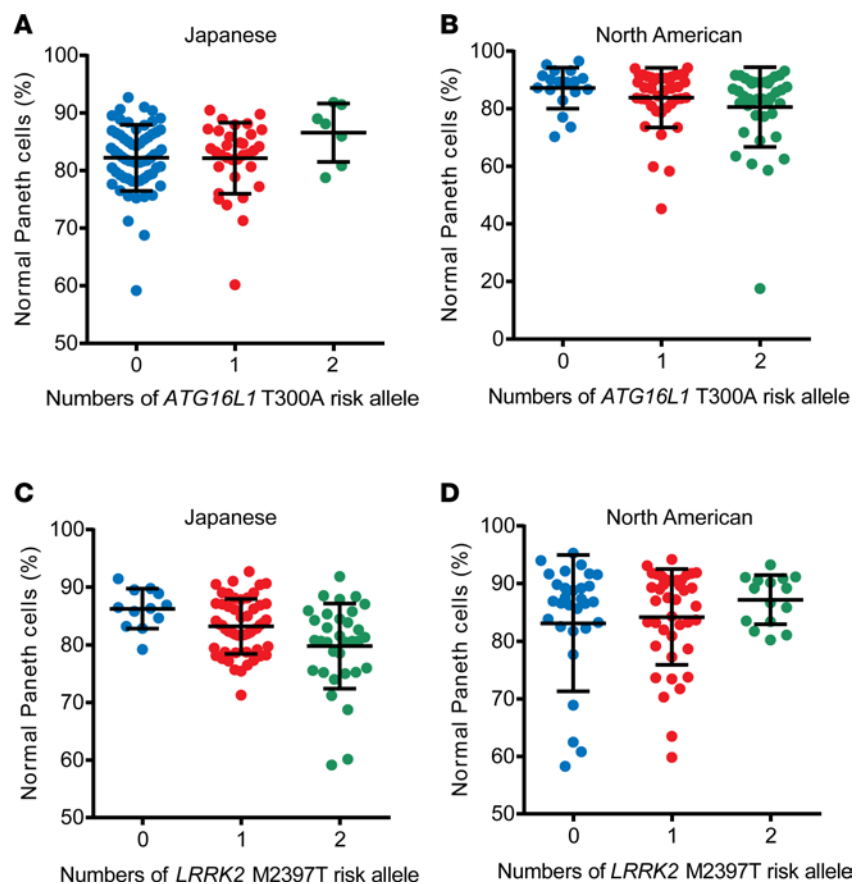 A
Japanese
Normal Paneth cells (%)
100
90
80
70
60
50
0 1 2
Numbers of ATG16L1 T300A risk allele
B
North American
Normal Paneth cells (%)
100
80
60
40
20
0
0 1 2
Numbers of ATG16L1 T300A risk allele
C
Japanese
Normal Paneth cells (%)
100
90
80
70
60
50
0 1 2
Numbers of LRRK2 M2397T risk allele
D
North American
Normal Paneth cells (%)
100
90
80
70
60
50
0 1 2
Numbers of LRRK2 M2397T risk allele